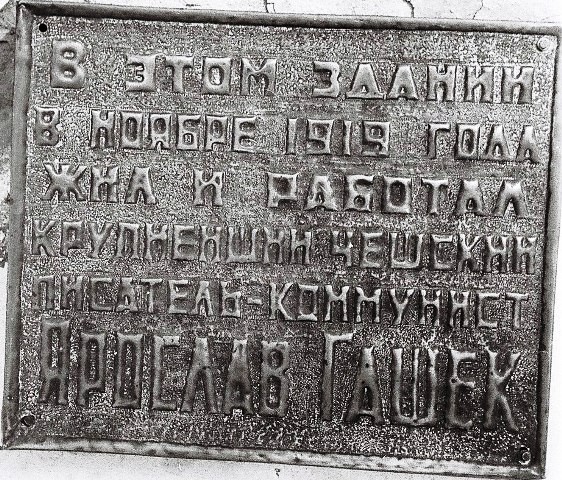 В ЭТОМ ЗДАНИИ
В НОЯБРЕ 1919 ГОДА
ЖИЛ И РАБОТАЛ
КРУПНЕЙШИЙ ЧЕШСКИЙ
ПИСАТЕЛЬ-КОММУНИСТ
ЯРОСЛАВ ГАШЕК